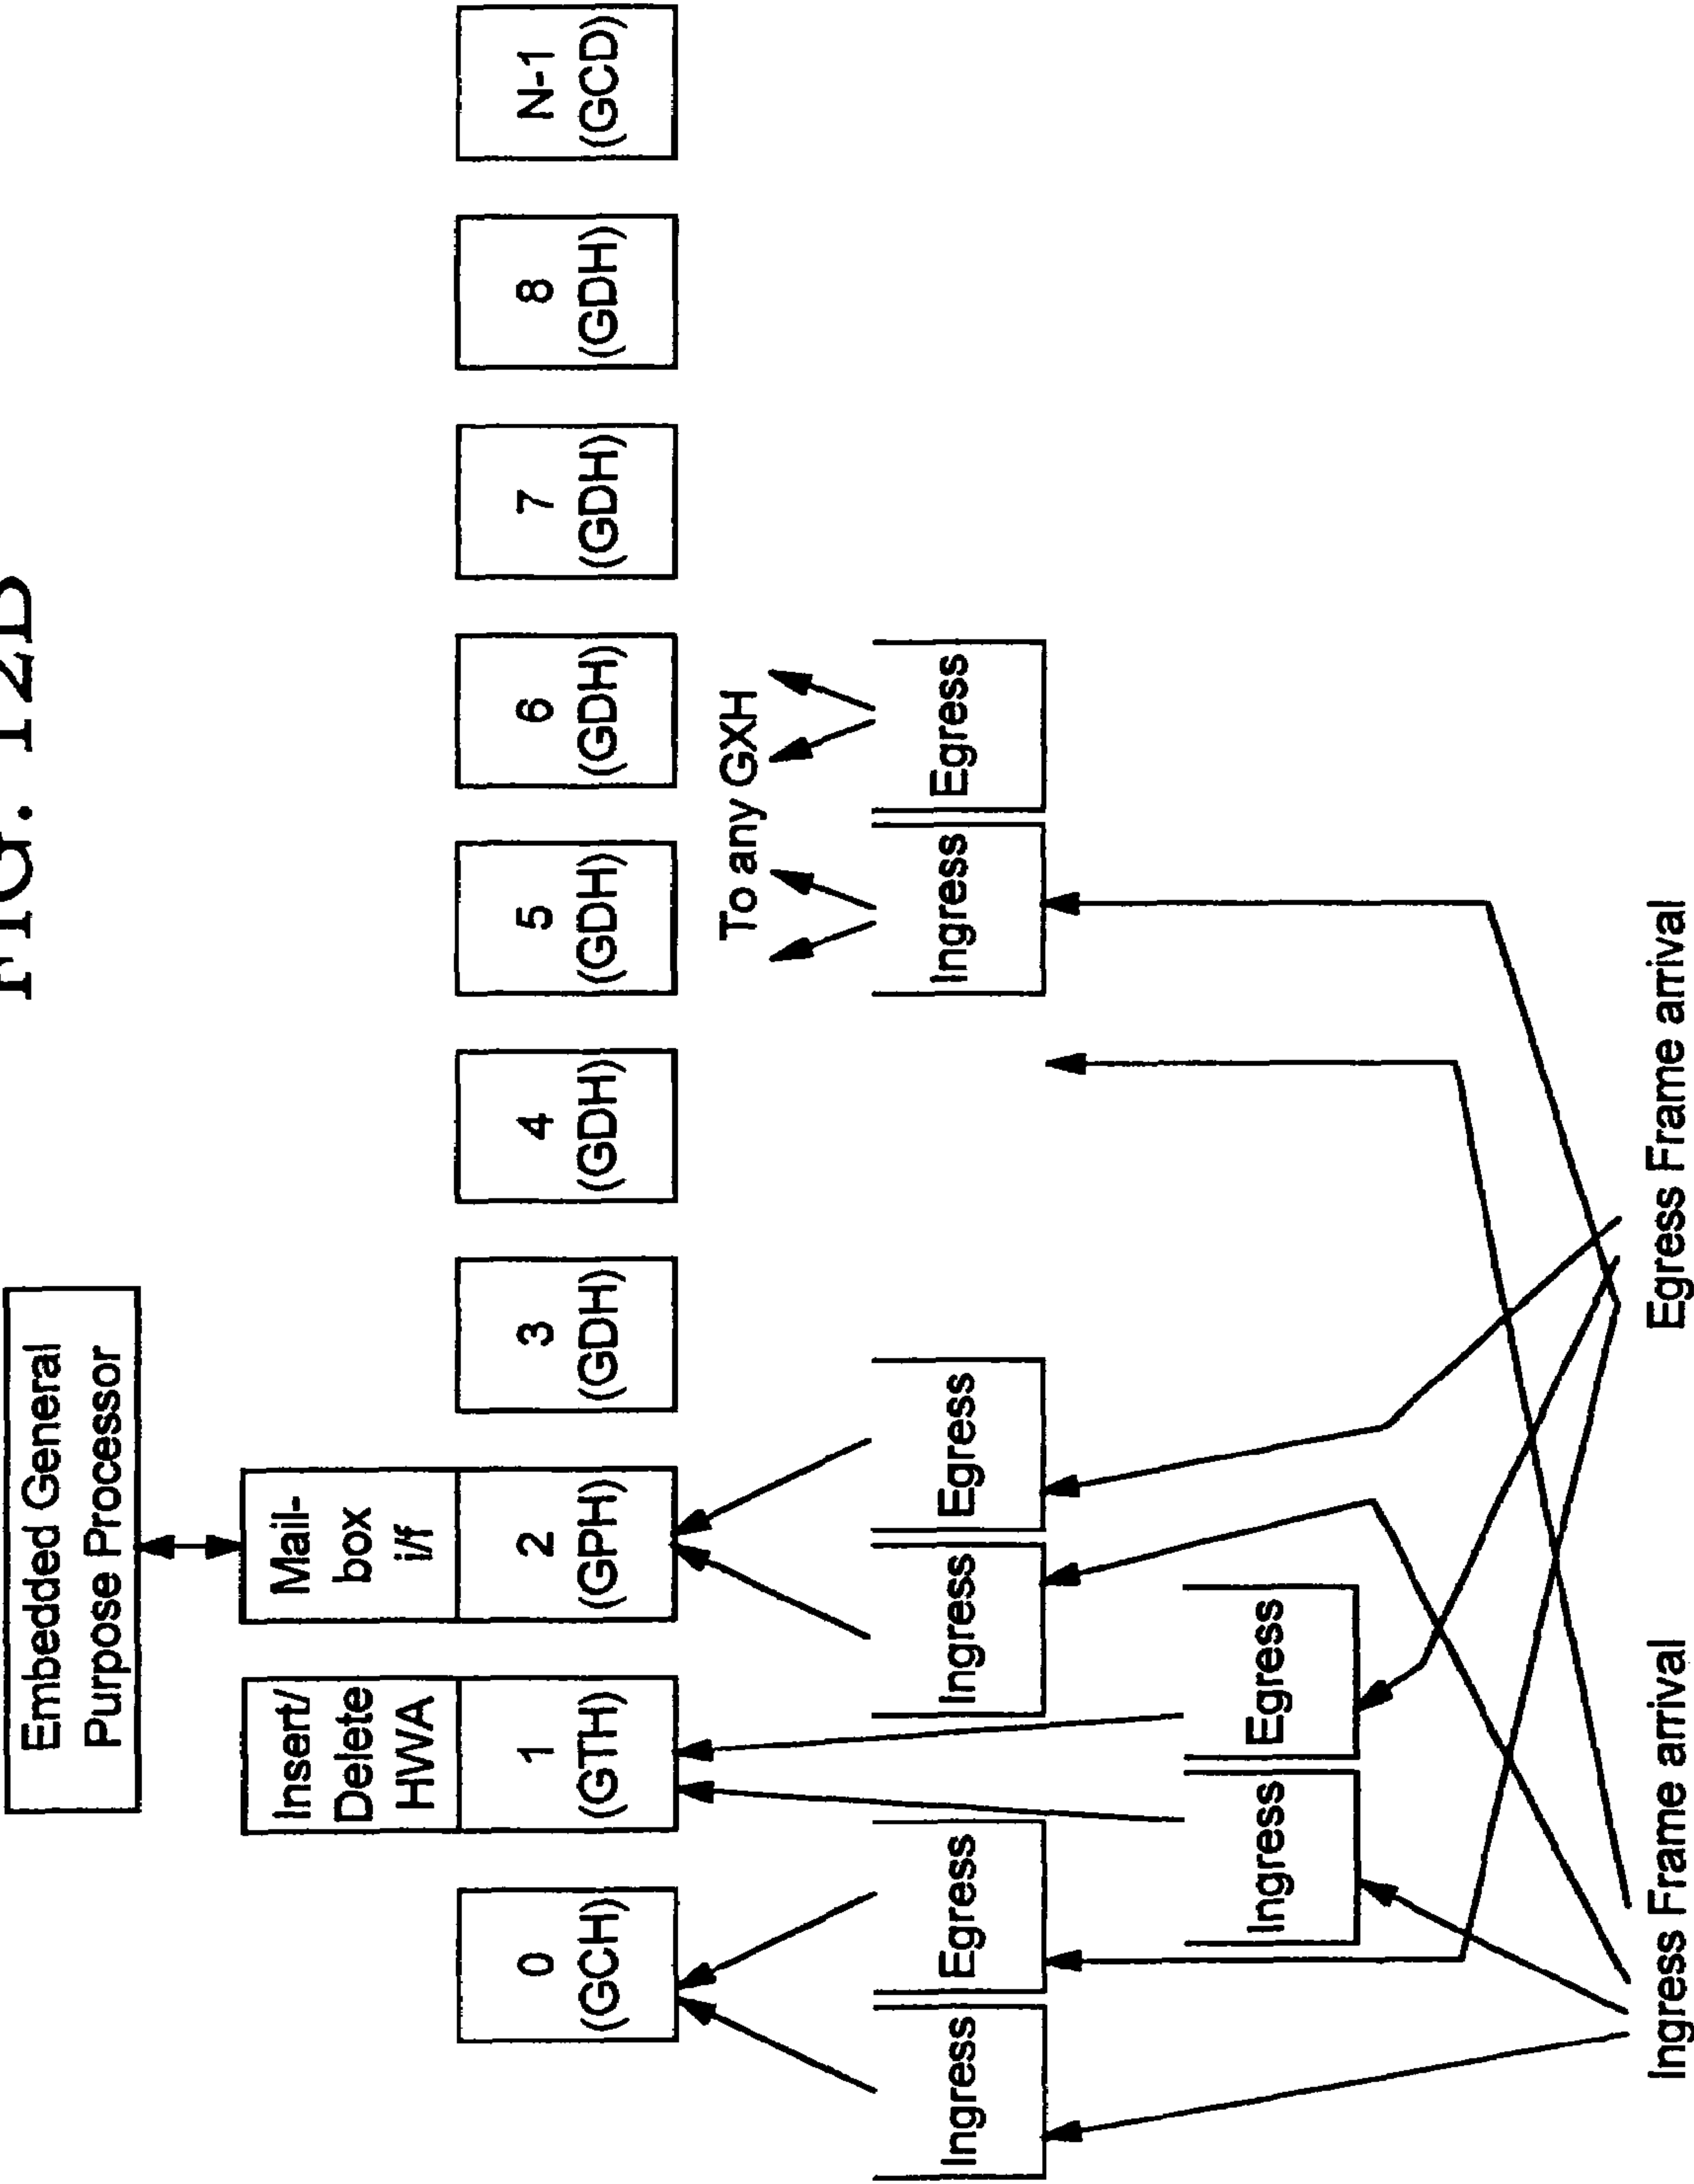 FIG. 12B
Embedded General
Purpose Processor
Insert/
Delete
HWA
Mail-
box
i/f
0
(GCH)
1
(GTH)
2
(GPH)
3
(GDH)
4
(GDH)
5
(GDH)
6
(GDH)
7
(GDH)
8
(GDH)
N-1
(GCD)
To any GXH
Ingress
Egress
Ingress
Egress
Ingress
Egress
Ingress
Egress
Ingress Frame arrival
Egress Frame arrival